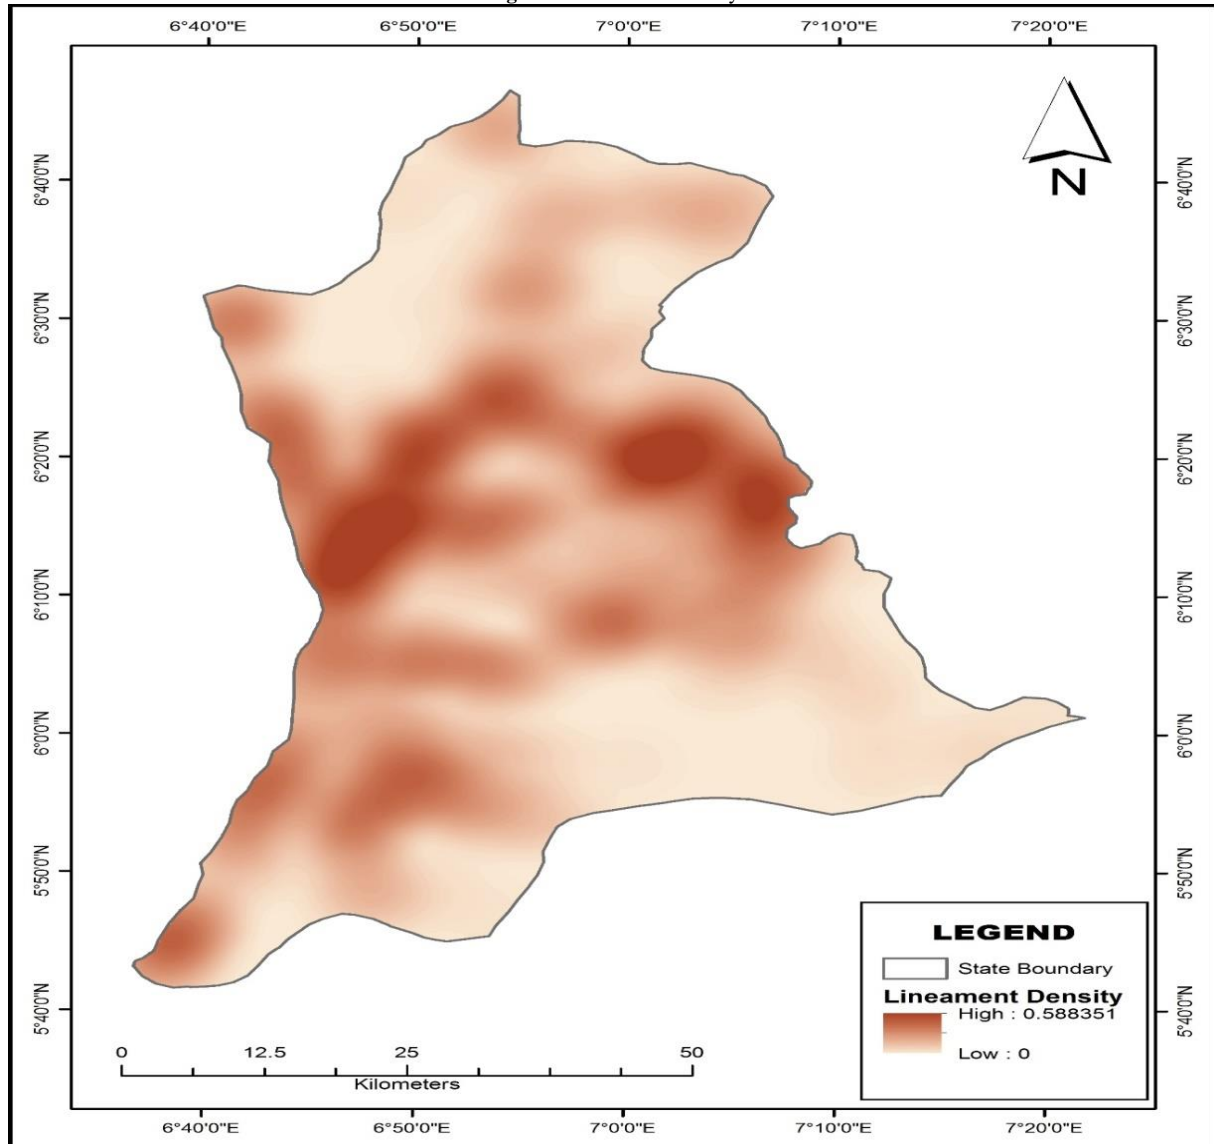 6°40'0"E 6°50'0"E 7°0'0"E 7°10'0"E 7°20'0"E
N
6°40'0"N 6°40'0"N
6°30'0"N 6°30'0"N
6°20'0"N 6°20'0"N
6°10'0"N 6°10'0"N
6°0'0"N 6°0'0"N
5°50'0"N 5°50'0"N
5°40'0"N 5°40'0"N
LEGEND
State Boundary
Lineament Density
High : 0.588351
Low : 0
0 12.5 25 50
Kilometers
6°40'0"E 6°50'0"E 7°0'0"E 7°10'0"E 7°20'0"E